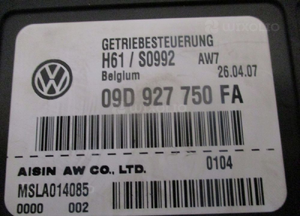 GETRIEBESTEUERUNG
H61 / S0992 AW7
Belgium 26.04.07
09D 927 750 FA
0104
AISIN AW CO., LTD.
MSLA014085
0000 002